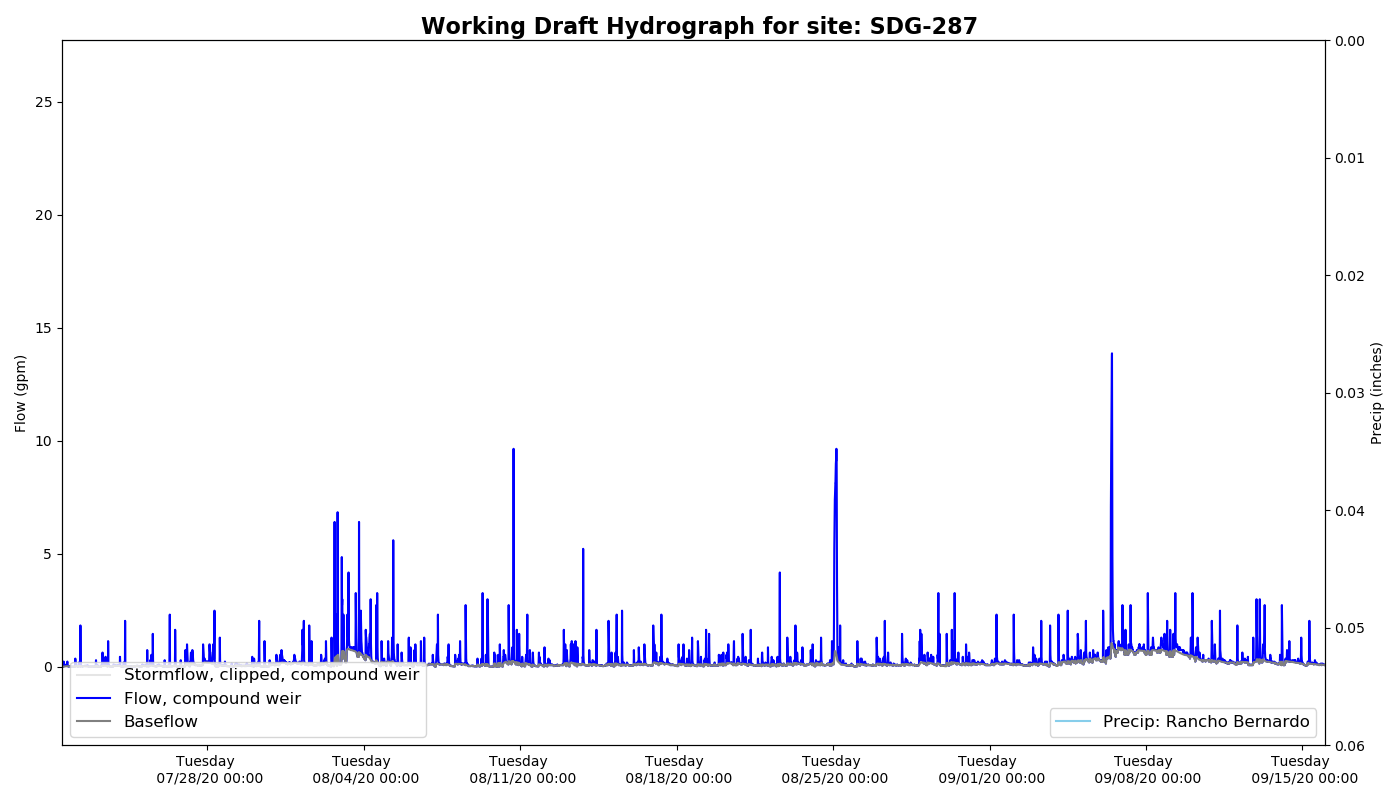 Working Draft Hydrograph for site: SDG-287
25
20
15
10
5
0
Flow (gpm)
0.00
0.01
0.02
0.03
0.04
0.05
0.06
Precip (inches)
Stormflow, clipped, compound weir
Flow, compound weir
Baseflow
Precip: Rancho Bernardo
Tuesday
07/28/20 00:00
Tuesday
08/04/20 00:00
Tuesday
08/11/20 00:00
Tuesday
08/18/20 00:00
Tuesday
08/25/20 00:00
Tuesday
09/01/20 00:00
Tuesday
09/08/20 00:00
Tuesday
09/15/20 00:00